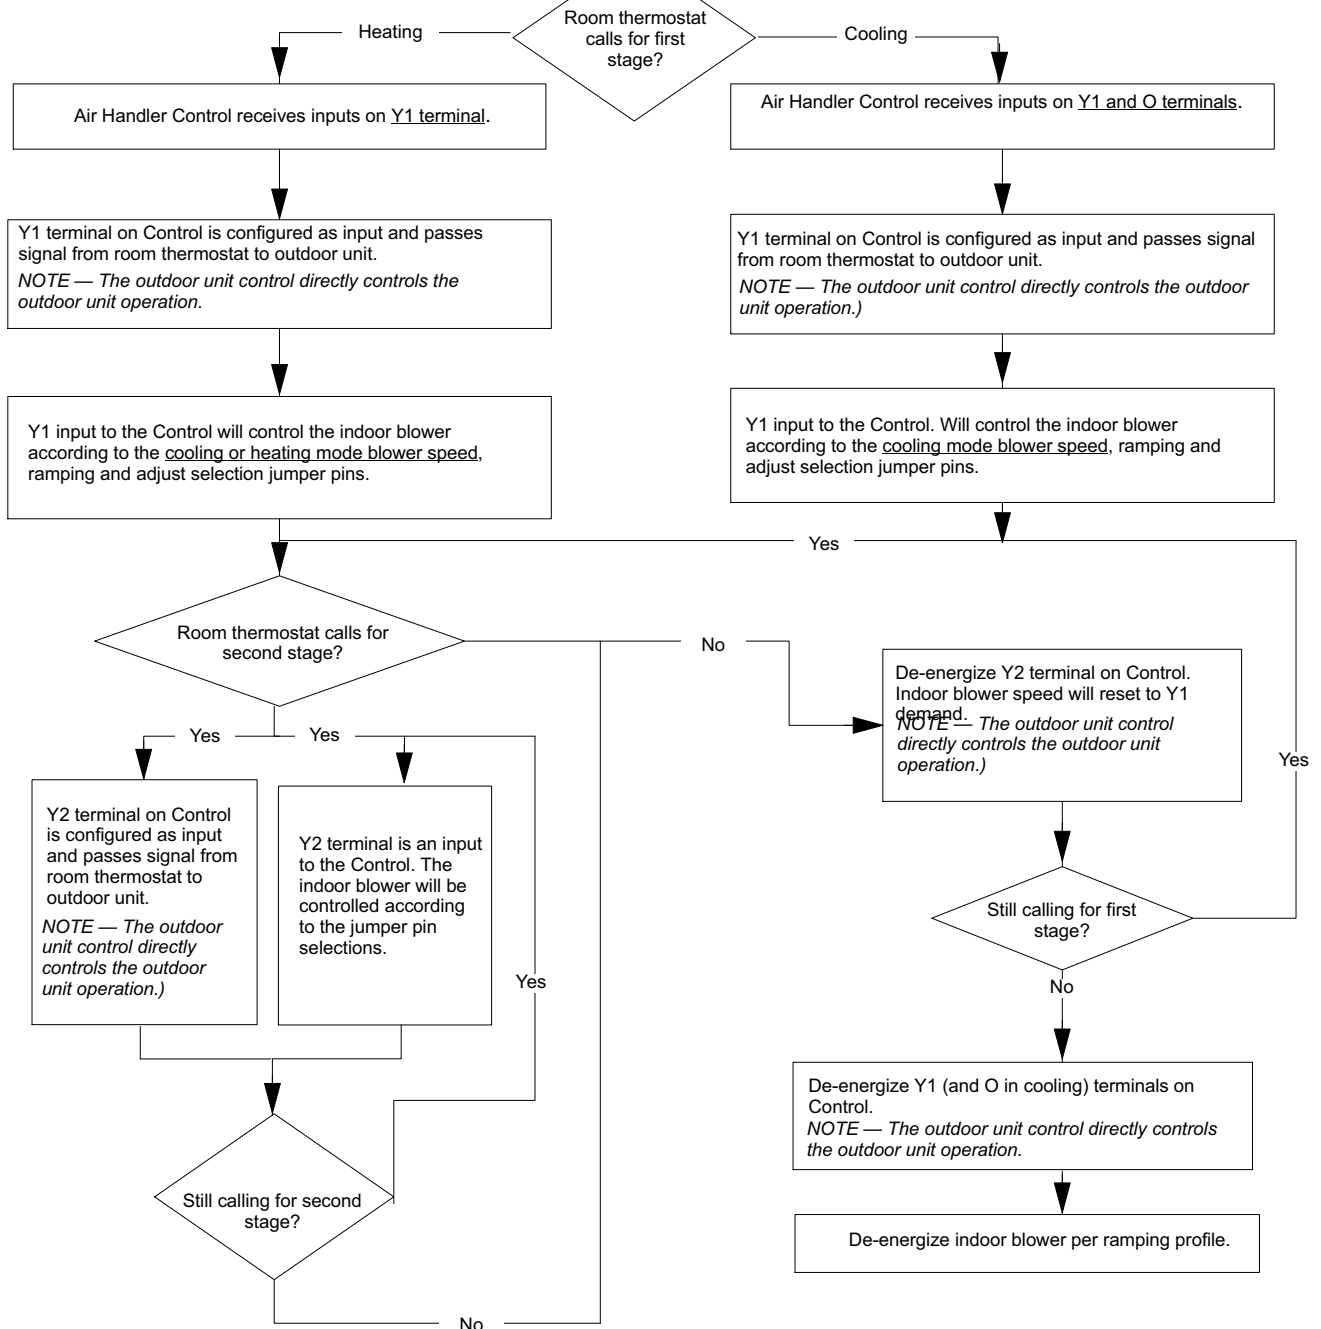 Room thermostat
calls for first
stage?
Heating
Cooling
Air Handler Control receives inputs on Y1 terminal.
Air Handler Control receives inputs on Y1 and O terminals.
Y1 terminal on Control is configured as input and passes
signal from room thermostat to outdoor unit.
NOTE — The outdoor unit control directly controls the
outdoor unit operation.
Y1 terminal on Control is configured as input and passes signal
from room thermostat to outdoor unit.
NOTE — The outdoor unit control directly controls the outdoor
unit operation.)
Y1 input to the Control will control the indoor blower
according to the cooling or heating mode blower speed,
ramping and adjust selection jumper pins.
Y1 input to the Control. Will control the indoor blower
according to the cooling mode blower speed, ramping and
adjust selection jumper pins.
Yes
Room thermostat calls for
second stage?
No
De-energize Y2 terminal on Control.
Indoor blower speed will reset to Y1
demand.
NOTE — The outdoor unit control
directly controls the outdoor unit
operation.)
Yes
Yes
Yes
Y2 terminal on Control
is configured as input
and passes signal from
room thermostat to
outdoor unit.
NOTE — The outdoor
unit control directly
controls the outdoor
unit operation.)
Y2 terminal is an input
to the Control. The
indoor blower will be
controlled according
to the jumper pin
selections.
Yes
Still calling for first
stage?
No
De-energize Y1 (and O in cooling) terminals on
Control.
NOTE — The outdoor unit control directly controls
the outdoor unit operation.
Still calling for second
stage?
De-energize indoor blower per ramping profile.
No